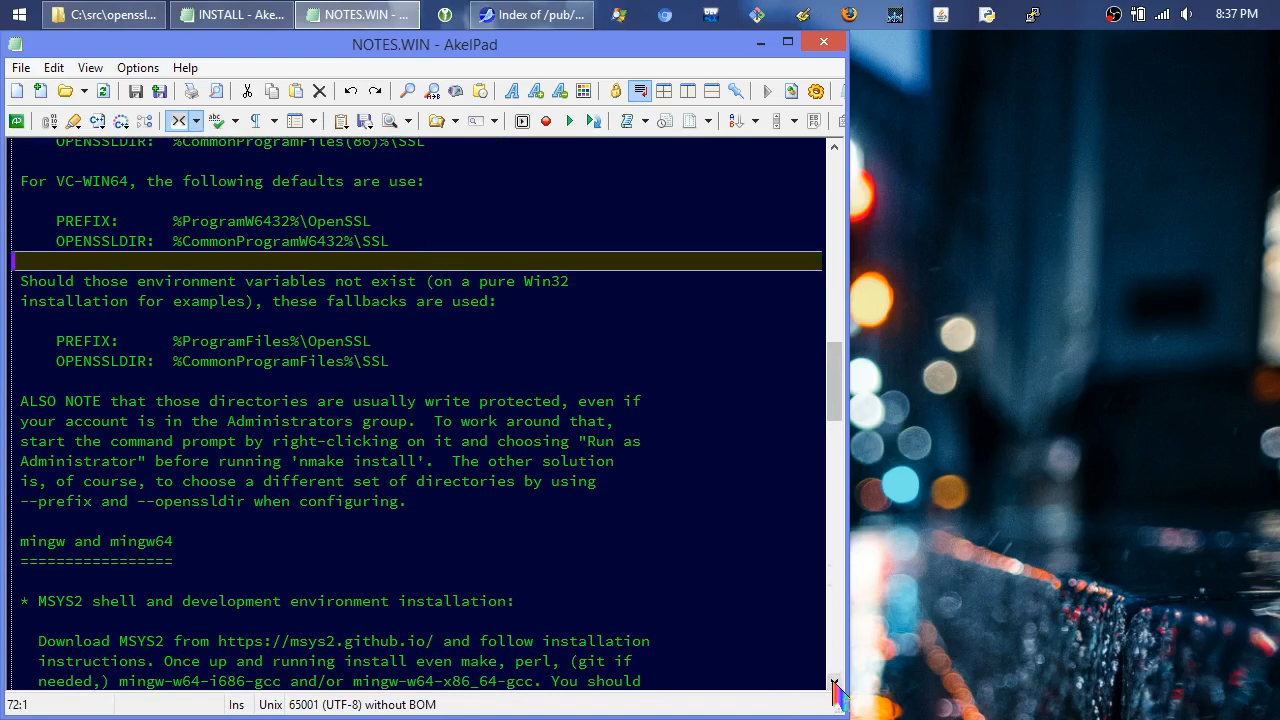 C:\src\openssl...
INSTALL - Ake...
NOTES.WIN - ...
Index of /pub/...
8:37 PM
NOTES.WIN - AkelPad
File Edit View Options Help
OPENSSLDIR: %CommonProgramFiles(86)%\SSL
For VC-WIN64, the following defaults are use:
PREFIX: %ProgramW6432%\OpenSSL
OPENSSLDIR: %CommonProgramW6432%\SSL
Should those environment variables not exist (on a pure Win32
installation for examples), these fallbacks are used:
PREFIX: %ProgramFiles%\OpenSSL
OPENSSLDIR: %CommonProgramFiles%\SSL
ALSO NOTE that those directories are usually write protected, even if
your account is in the Administrators group.  To work around that,
start the command prompt by right-clicking on it and choosing "Run as
Administrator" before running 'nmake install'.  The other solution
is, of course, to choose a different set of directories by using
--prefix and --openssldir when configuring.
mingw and mingw64
=================
* MSYS2 shell and development environment installation:
Download MSYS2 from https://msys2.github.io/ and follow installation
instructions. Once up and running install even make, perl, (git if
needed,) mingw-w64-i686-gcc and/or mingw-w64-x86_64-gcc. You should
72:1 Ins Unix 65001 (UTF-8) without BOM